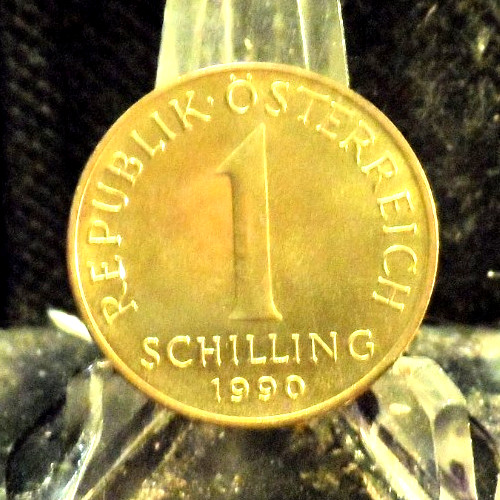 REPUBLIK·ÖSTERREICH
1
SCHILLING
1990